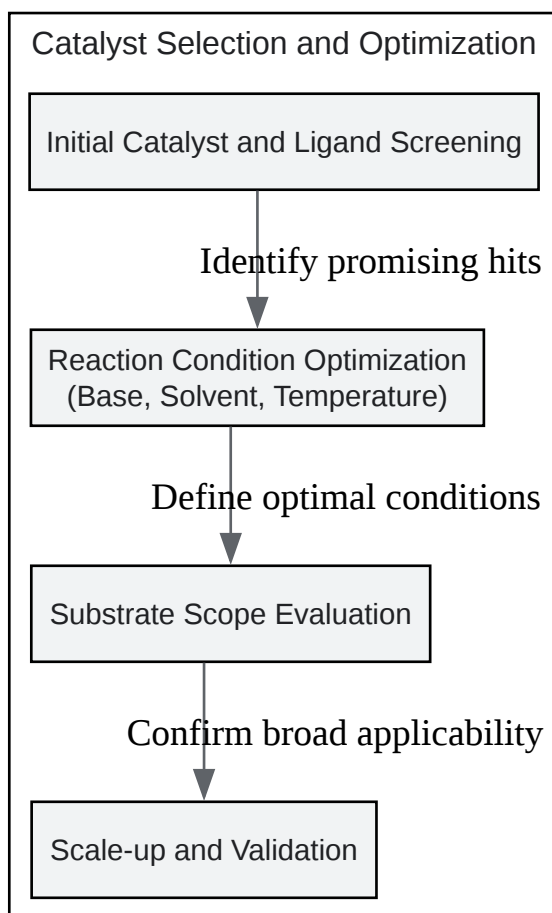 Catalyst Selection and Optimization
Initial Catalyst and Ligand Screening
Identify promising hits
Reaction Condition Optimization
(Base, Solvent, Temperature)
Define optimal conditions
Substrate Scope Evaluation
Confirm broad applicability
Scale-up and Validation